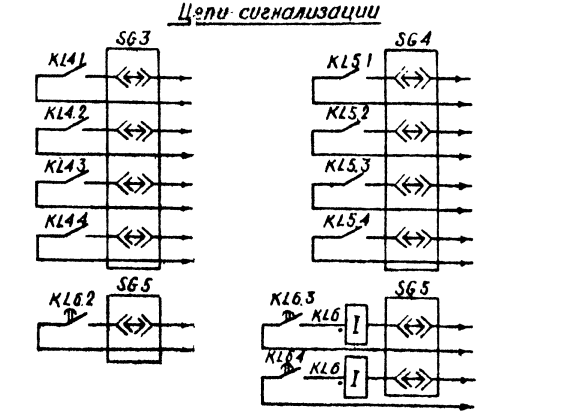 Цепи сигнализации
SG3 SG4
KL4.1 KL5.1
KL4.2 KL5.2
KL4.3 KL5.3
KL4.4 KL5.4
SG5 SG5
KL6.2 KL6.3 KL6 I
KL6.4 KL6 I